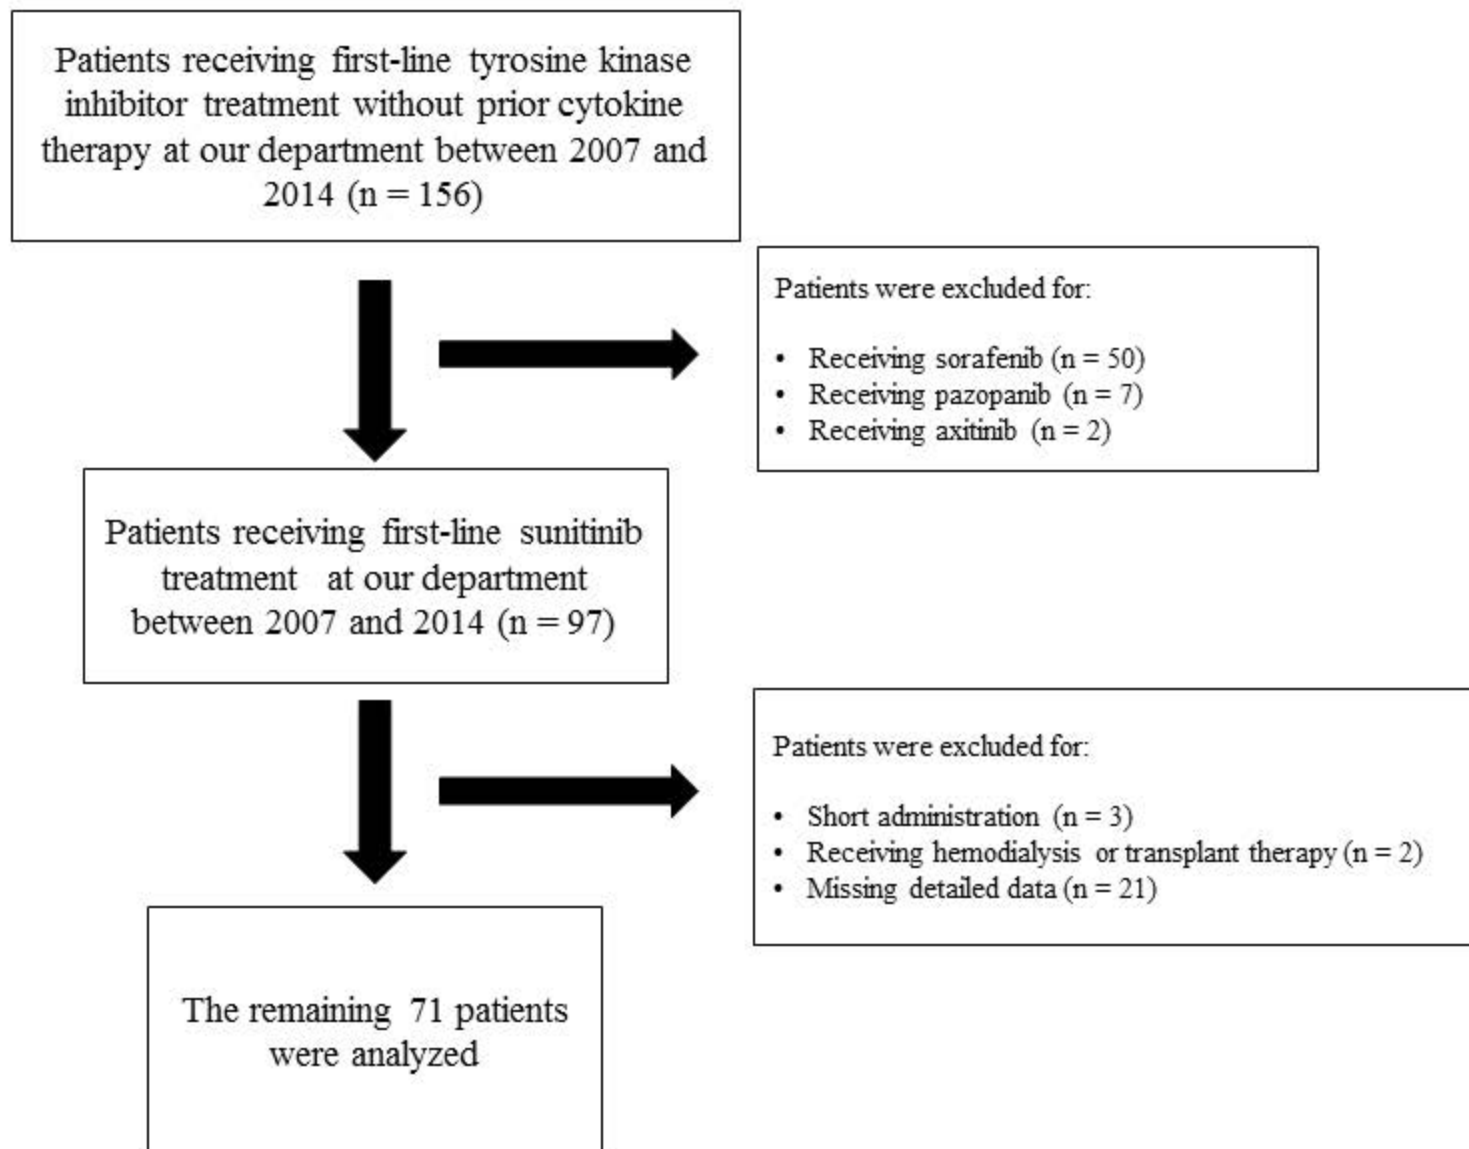 Patients receiving first-line tyrosine kinase
inhibitor treatment without prior cytokine
therapy at our department between 2007 and
2014 (n = 156)
Patients were excluded for:
• Receiving sorafenib (n = 50)
• Receiving pazopanib (n = 7)
• Receiving axitinib (n = 2)
Patients receiving first-line sunitinib
treatment at our department
between 2007 and 2014 (n = 97)
Patients were excluded for:
• Short administration (n = 3)
• Receiving hemodialysis or transplant therapy (n = 2)
• Missing detailed data (n = 21)
The remaining 71 patients
were analyzed